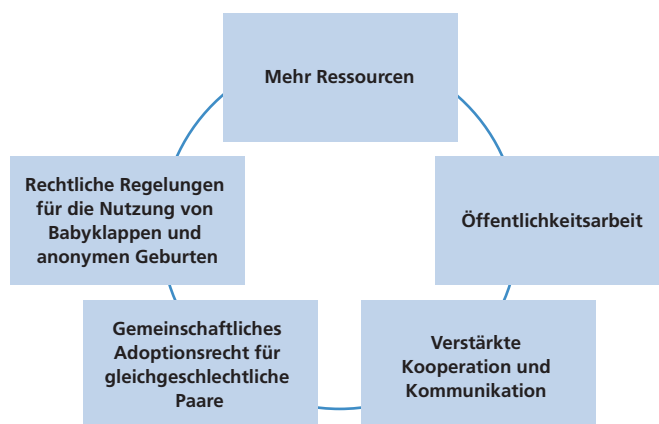 Mehr Ressourcen
Rechtliche Regelungen
für die Nutzung von
Babyklappen und
anonymen Geburten
Öffentlichkeitsarbeit
Gemeinschaftliches
Adoptionsrecht für
gleichgeschlechtliche
Paare
Verstärkte
Kooperation und
Kommunikation